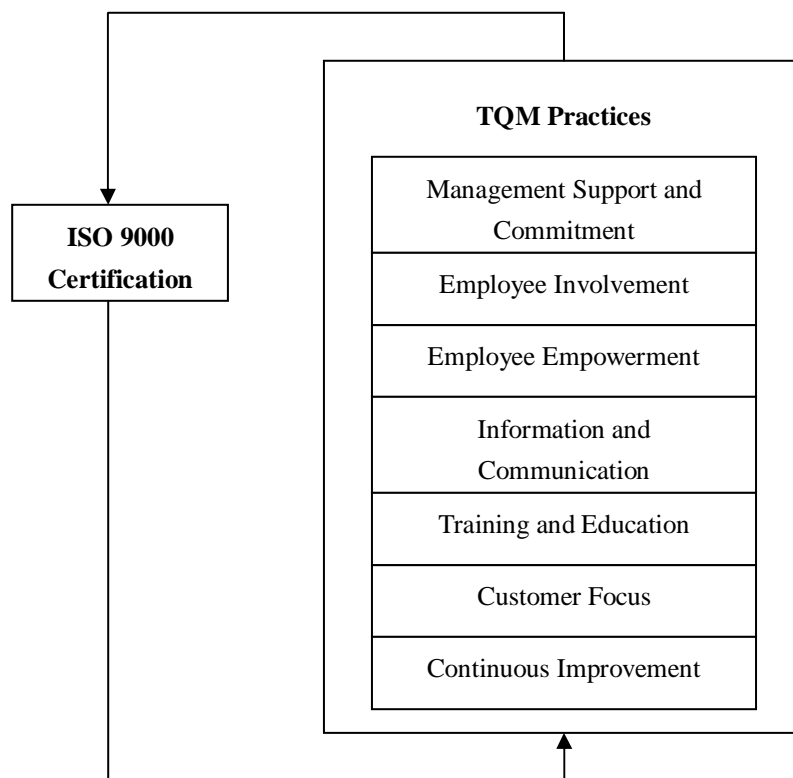 TQM Practices
Management Support and
Commitment
Employee Involvement
Employee Empowerment
Information and
Communication
Training and Education
Customer Focus
Continuous Improvement
ISO 9000
Certification